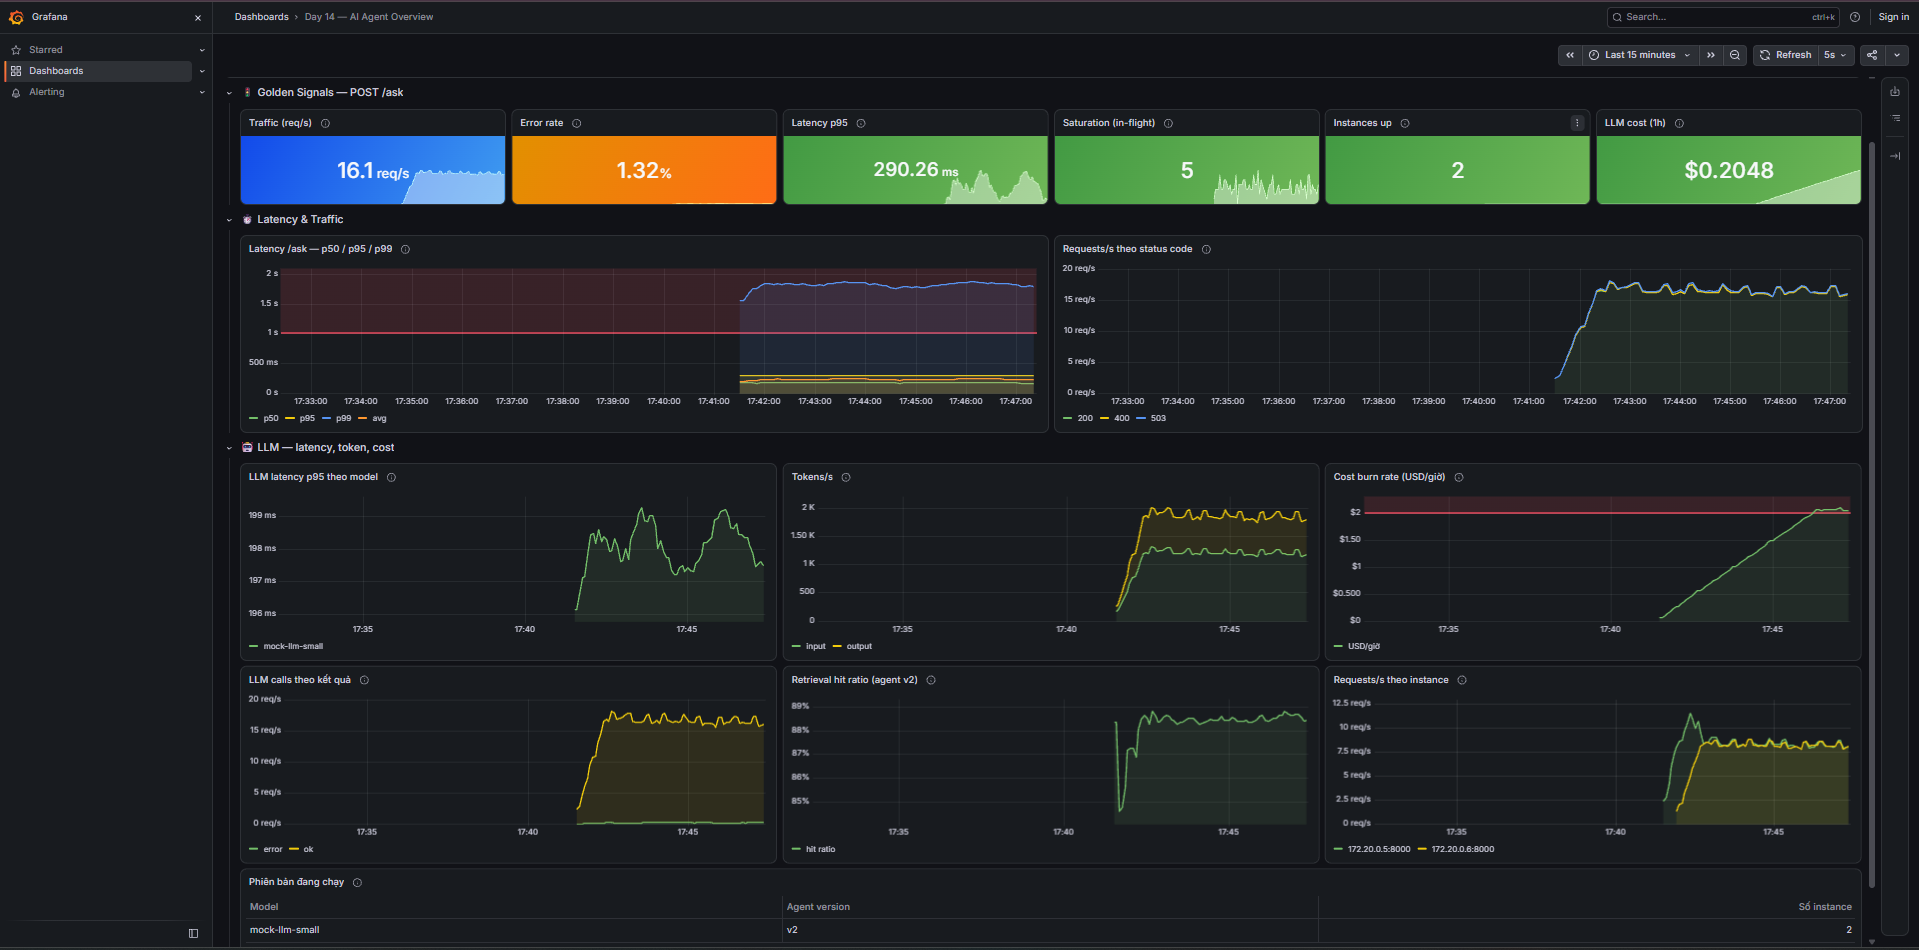 Grafana
Dashboards › Day 14 — AI Agent Overview
Search...
ctrl+k
Sign in
Starred
Dashboards
Alerting
Last 15 minutes
Refresh
5s
Golden Signals — POST /ask
Traffic (req/s)
16.1 req/s
Error rate
1.32%
Latency p95
290.26 ms
Saturation (in-flight)
5
Instances up
2
LLM cost (1h)
$0.2048
Latency & Traffic
Latency /ask — p50 / p95 / p99
2 s
1.5 s
1 s
500 ms
0 s
17:33:00 17:34:00 17:35:00 17:36:00 17:37:00 17:38:00 17:39:00 17:40:00 17:41:00 17:42:00 17:43:00 17:44:00 17:45:00 17:46:00 17:47:00
p50 p95 p99 avg
Requests/s theo status code
20 req/s
15 req/s
10 req/s
5 req/s
0 req/s
17:33:00 17:34:00 17:35:00 17:36:00 17:37:00 17:38:00 17:39:00 17:40:00 17:41:00 17:42:00 17:43:00 17:44:00 17:45:00 17:46:00 17:47:00
200 400 503
LLM — latency, token, cost
LLM latency p95 theo model
199 ms
198 ms
197 ms
196 ms
17:35 17:40 17:45
mock-llm-small
Tokens/s
2 K
1.50 K
1 K
500
0
17:35 17:40 17:45
input output
Cost burn rate (USD/giờ)
$2
$1.50
$1
$0.500
$0
17:35 17:40 17:45
USD/giờ
LLM calls theo kết quả
20 req/s
15 req/s
10 req/s
5 req/s
0 req/s
17:35 17:40 17:45
error ok
Retrieval hit ratio (agent v2)
89%
88%
87%
86%
85%
17:35 17:40 17:45
hit ratio
Requests/s theo instance
12.5 req/s
10 req/s
7.5 req/s
5 req/s
2.5 req/s
0 req/s
17:35 17:40 17:45
172.20.0.5:8000 172.20.0.6:8000
Phiên bản đang chạy
Model Agent version Số instance
mock-llm-small v2 2